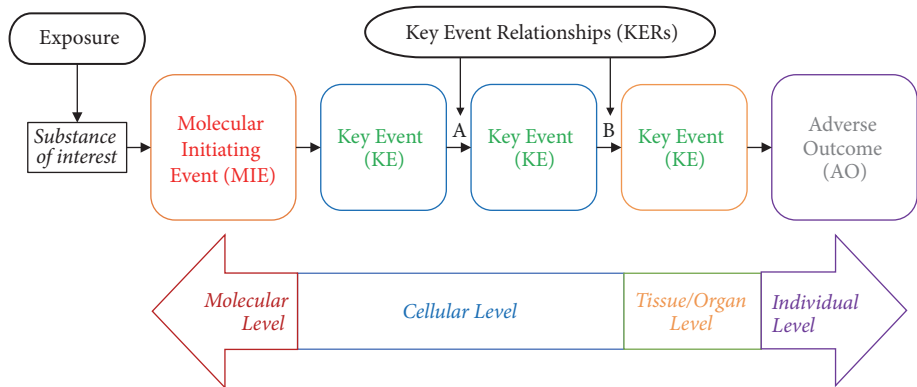 Exposure
Key Event Relationships (KERs)
Substance
of interest
Molecular
Initiating
Event (MIE)
Key Event
(KE)
A
Key Event
(KE)
B
Key Event
(KE)
Adverse
Outcome
(AO)
Molecular
Level
Cellular Level
Tissue/Organ
Level
Individual
Level